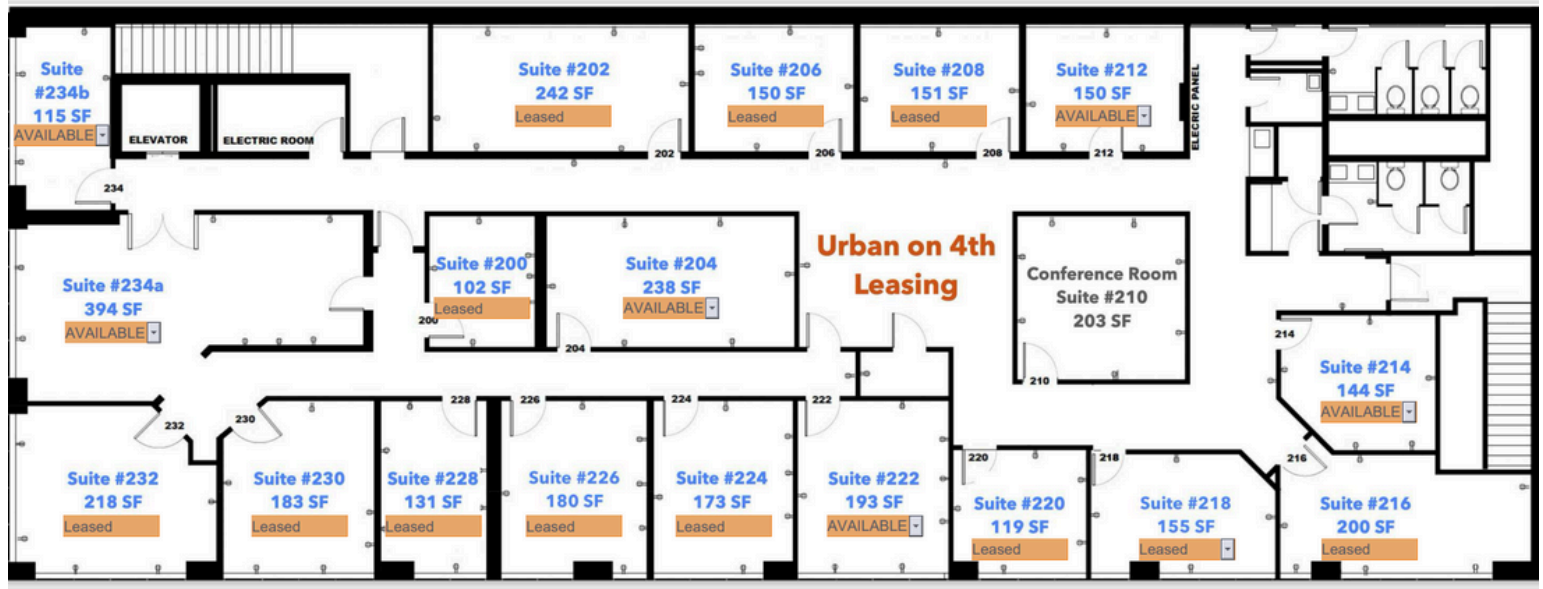 Suite
#234b
115 SF
AVAILABLE
ELEVATOR
ELECTRIC ROOM
Suite #202
242 SF
Leased
Suite #206
150 SF
Leased
Suite #208
151 SF
Leased
Suite #212
150 SF
AVAILABLE
ELECRIC PANEL
202
206
208
212
234
Suite #234a
394 SF
AVAILABLE
Suite #200
102 SF
Leased
200
Suite #204
238 SF
AVAILABLE
204
Urban on 4th
Leasing
Conference Room
Suite #210
203 SF
210
214
Suite #214
144 SF
AVAILABLE
232
230
228
226
224
222
220
218
216
Suite #232
218 SF
Leased
Suite #230
183 SF
Leased
Suite #228
131 SF
Leased
Suite #226
180 SF
Leased
Suite #224
173 SF
Leased
Suite #222
193 SF
AVAILABLE
Suite #220
119 SF
Leased
Suite #218
155 SF
Leased
Suite #216
200 SF
Leased